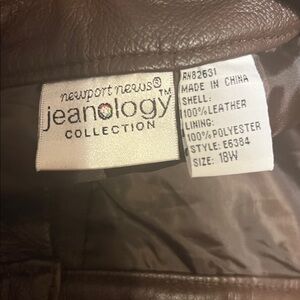 newport news®
jeanology™
COLLECTION
RN82631
MADE IN CHINA
SHELL:
100%LEATHER
LINING:
100%POLYESTER
STYLE: E6384
SIZE: 18W